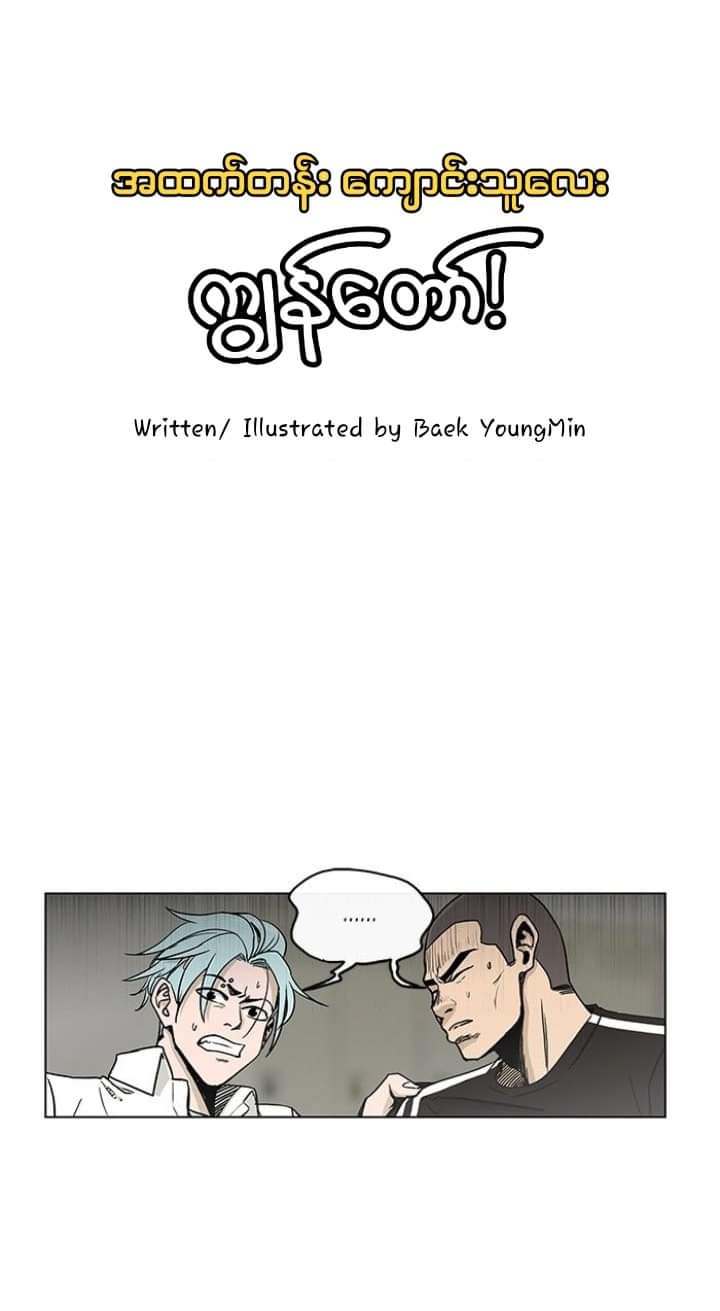 အထက်တန်း ကျောင်းသူလေး
ကျွန်တော်!
Written/ Illustrated by Baek YoungMin
......